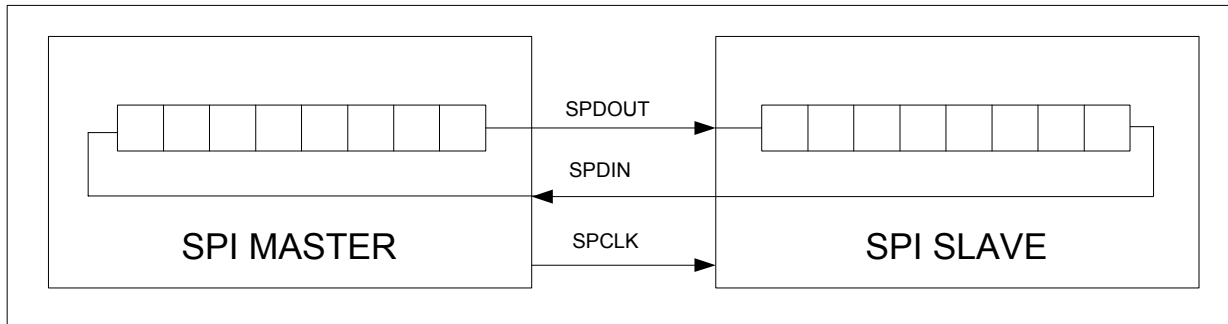 SPDOUT
SPDIN
SPI MASTER
SPCLK
SPI SLAVE